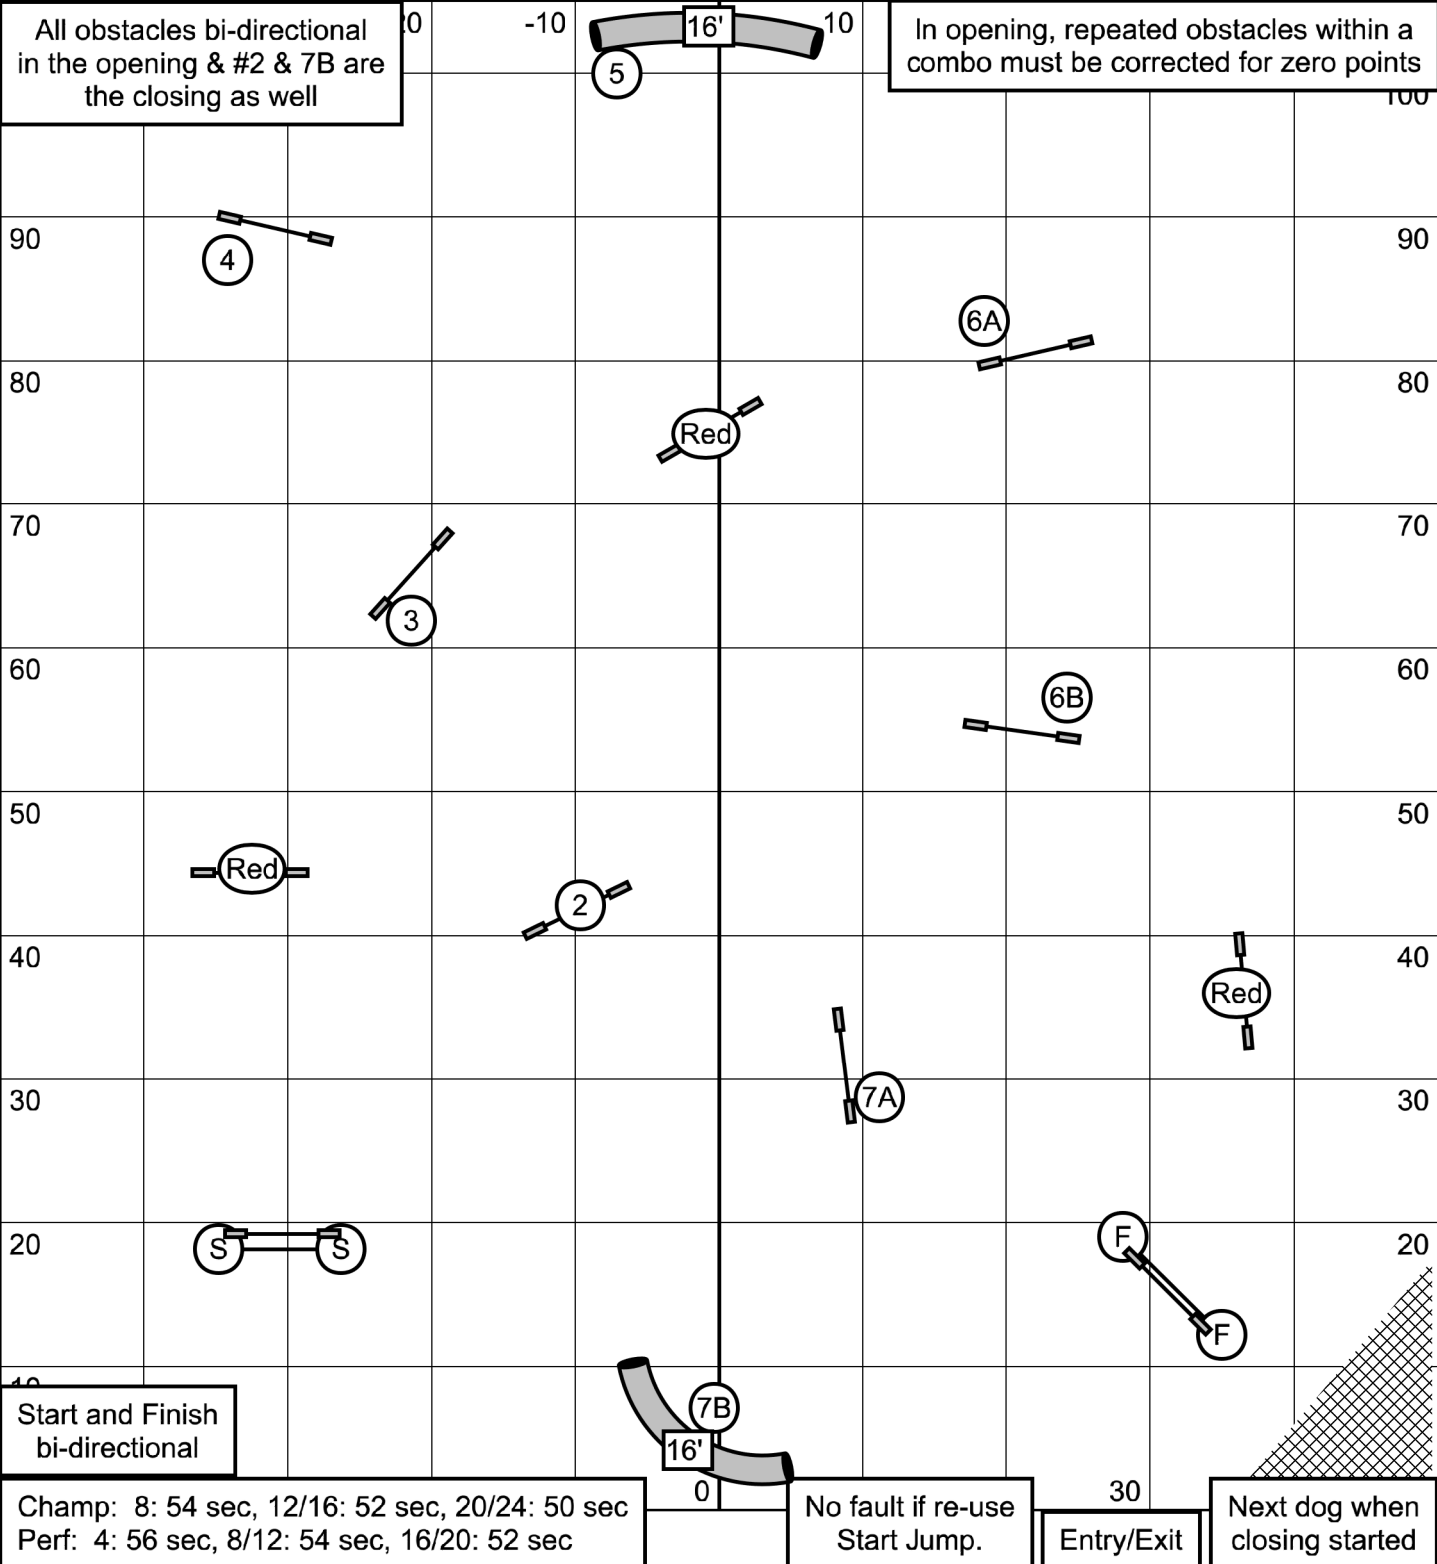 All obstacles bi-directional
in the opening & #2 & 7B are
the closing as well
20
-10
16'
10
In opening, repeated obstacles within a
combo must be corrected for zero points
5
100
90
4
90
6A
80
80
Red
70
70
3
60
60
6B
50
50
Red
2
40
40
Red
30
7A
30
20
S
S
F
20
F
10
7B
Start and Finish
bi-directional
16'
0
30
Champ: 8: 54 sec, 12/16: 52 sec, 20/24: 50 sec
Perf: 4: 56 sec, 8/12: 54 sec, 16/20: 52 sec
No fault if re-use
Start Jump.
Entry/Exit
Next dog when
closing started